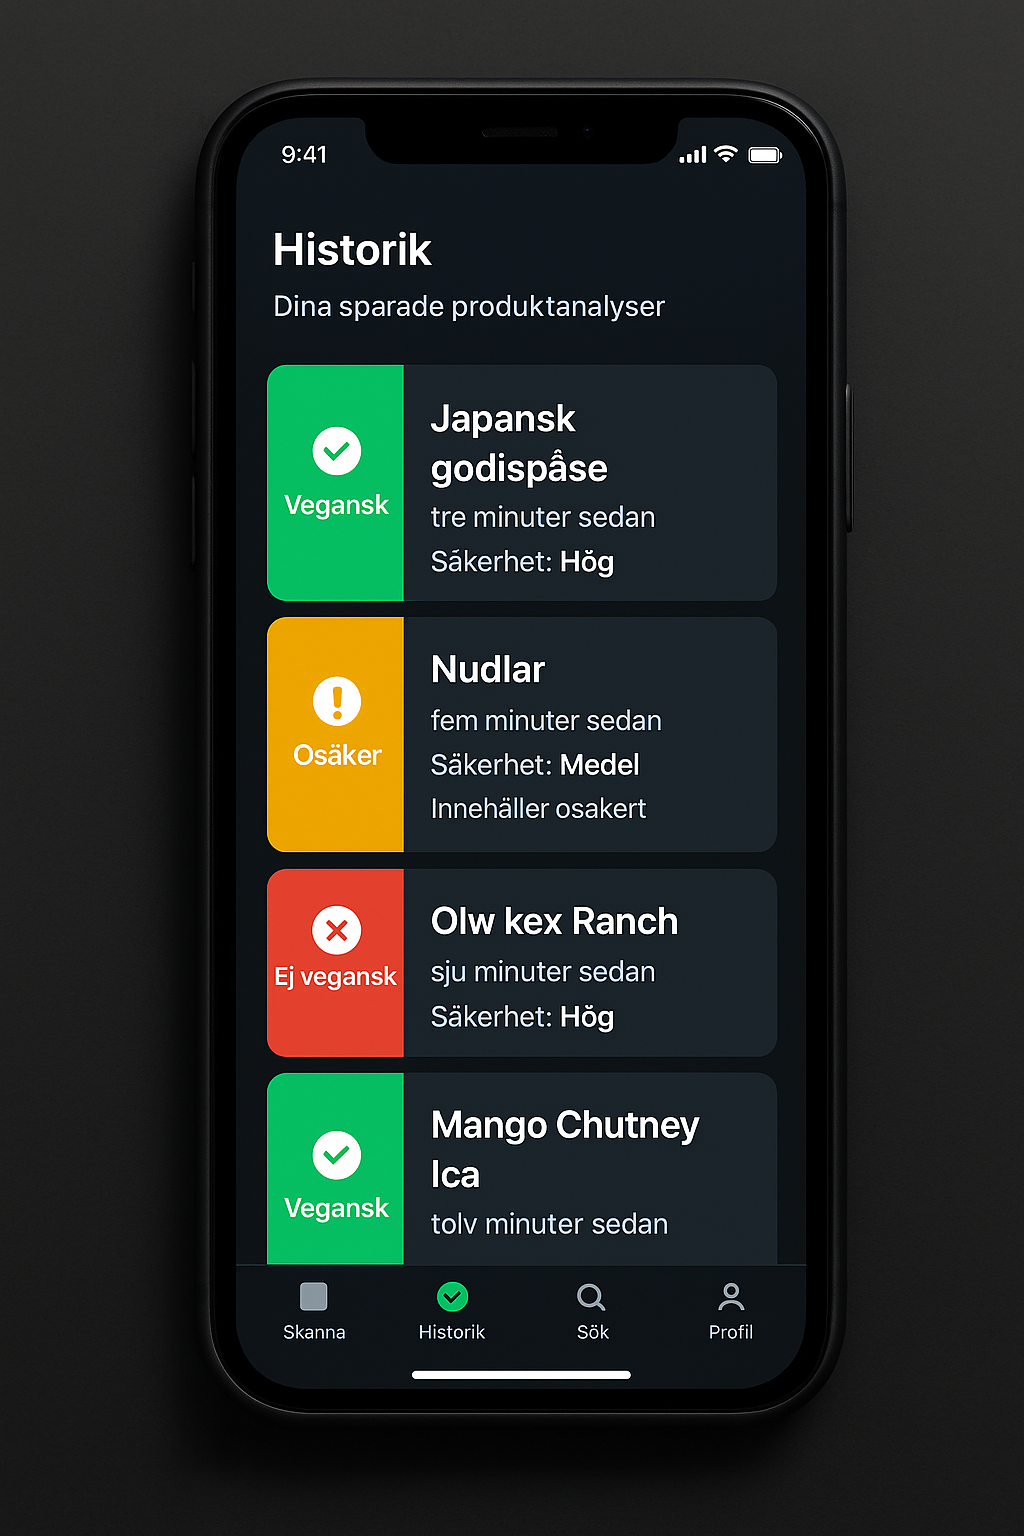 9:41
Historik
Dina sparade produktanalyser
Vegansk
Japansk
godispåse
tre minuter sedan
Säkerhet: Hög
Osäker
Nudlar
fem minuter sedan
Säkerhet: Medel
Innehäller osakert
Ej vegansk
Olw kex Ranch
sju minuter sedan
Säkerhet: Hög
Vegansk
Mango Chutney
Ica
tolv minuter sedan
Skanna
Historik
Sök
Profil